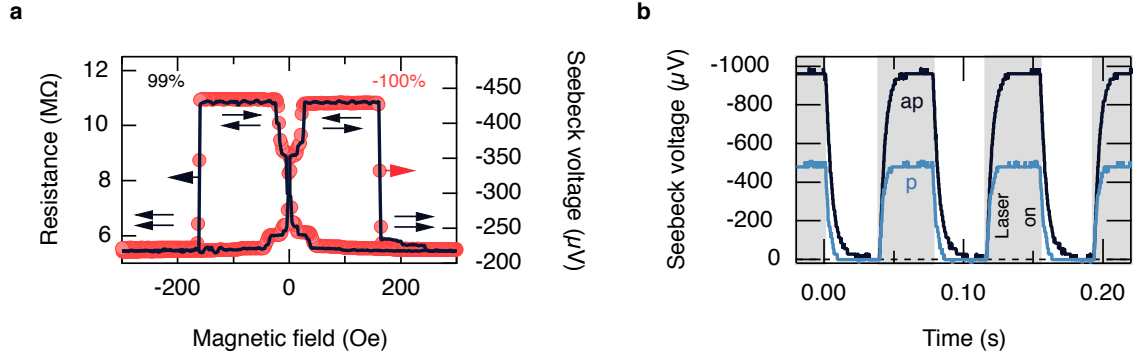 a
Resistance (MΩ)
12
10
8
6
99%
-100%
-450
-400
-350
-300
-250
-200
Seebeck voltage (µV)
-200
0
200
Magnetic field (Oe)
b
Seebeck voltage (µV)
-1000
-800
-600
-400
-200
0
ap
p
Laser
on
0.00
0.10
0.20
Time (s)